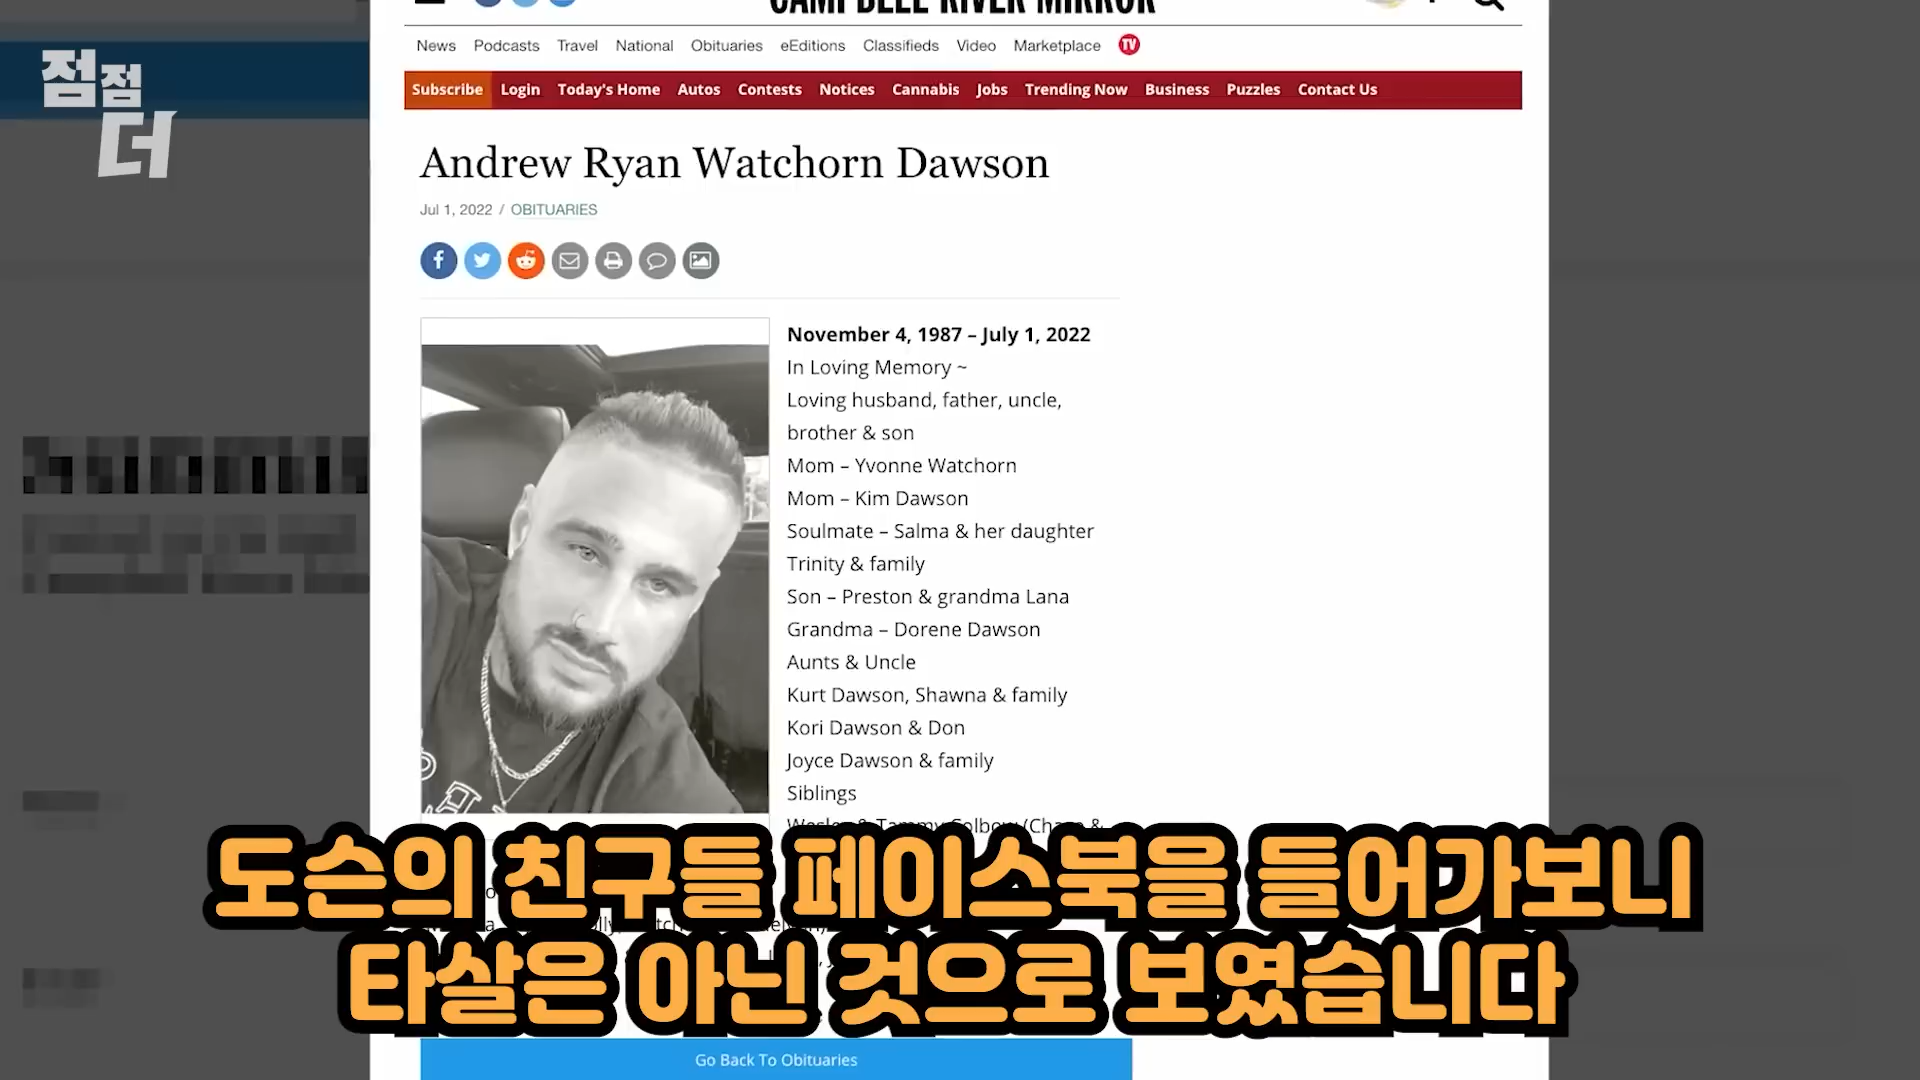 CAMPBELL RIVER MIRROR
점점
더
News Podcasts Travel National Obituaries eEditions Classifieds Video Marketplace TV
Subscribe Login Today's Home Autos Contests Notices Cannabis Jobs Trending Now Business Puzzles Contact Us
Andrew Ryan Watchorn Dawson
Jul 1, 2022 / OBITUARIES
November 4, 1987 – July 1, 2022
In Loving Memory ~
Loving husband, father, uncle,
brother & son
Mom – Yvonne Watchorn
Mom – Kim Dawson
Soulmate – Salma & her daughter
Trinity & family
Son – Preston & grandma Lana
Grandma – Dorene Dawson
Aunts & Uncle
Kurt Dawson, Shawna & family
Kori Dawson & Don
Joyce Dawson & family
Siblings
도슨의 친구들 페이스북을 들어가보니
타살은 아닌 것으로 보였습니다
Go Back To Obituaries